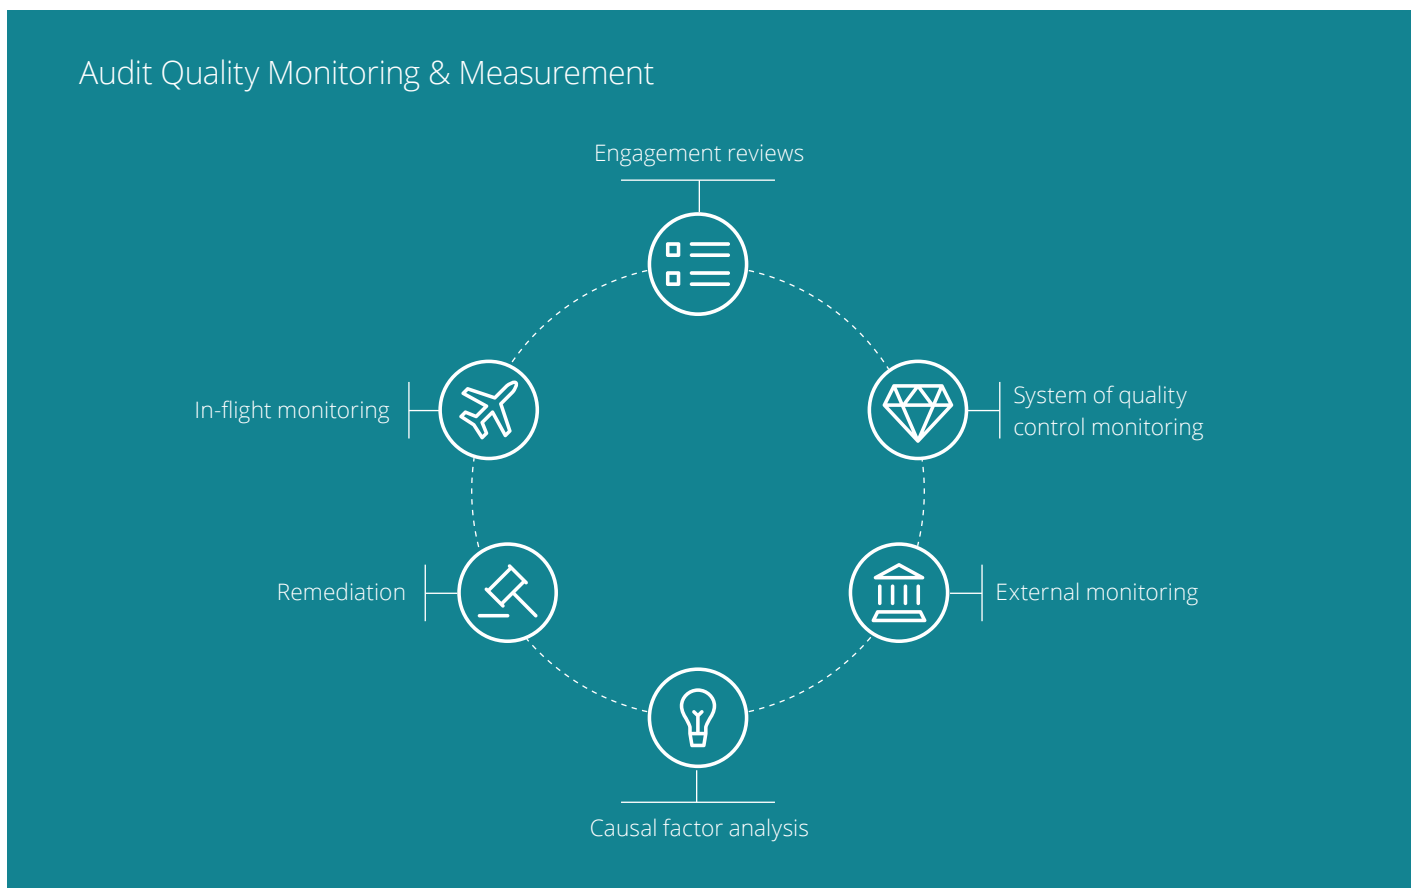 Audit Quality Monitoring & Measurement
Engagement reviews
In-flight monitoring
System of quality
control monitoring
Remediation
External monitoring
Causal factor analysis